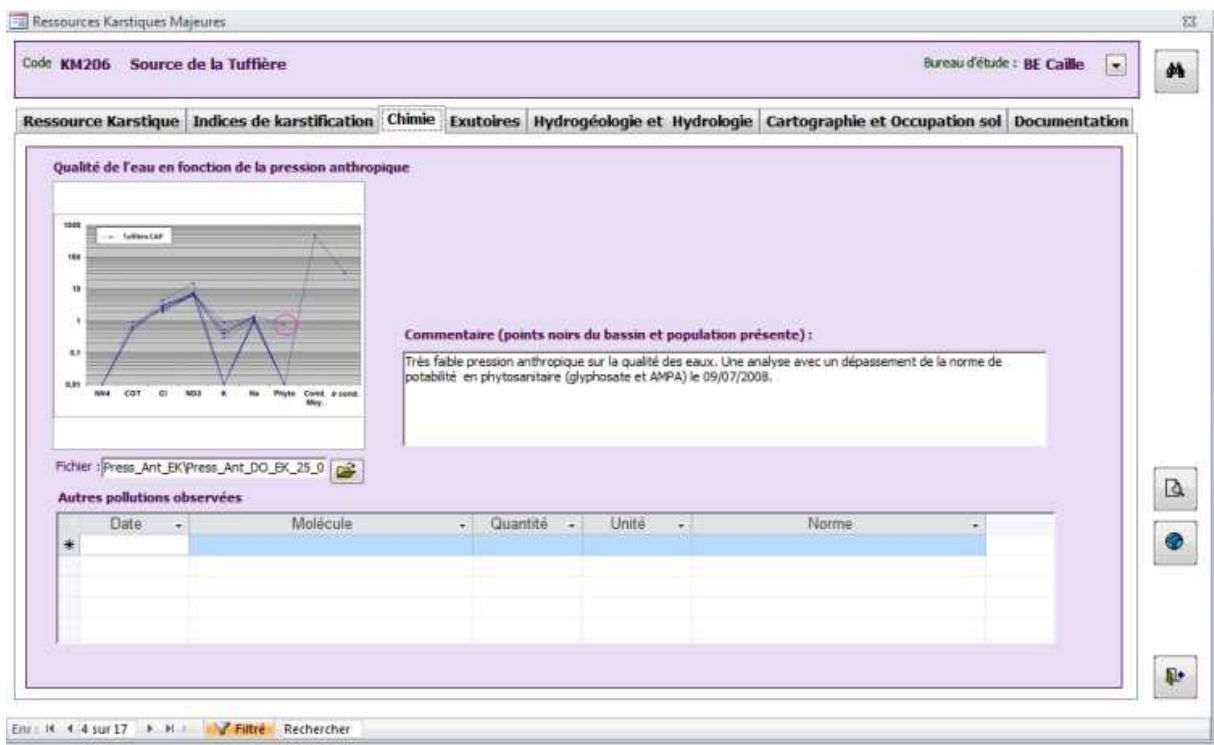 Ressources Karstiques Majeures
Code KM206 Source de la Tuffière Bureau d'étude : BE Caille
Ressource Karstique Indices de karstification Chimie Exutoires Hydrogéologie et Hydrologie Cartographie et Occupation sol Documentation
Qualité de l'eau en fonction de la pression anthropique
1000
Tuffière CAP
100
10
1
0,1
0,01
NH4 COT Cl NO3 K Na Phyto Cond. Moy. σ cond.
Commentaire (points noirs du bassin et population présente) :
Très faible pression anthropique sur la qualité des eaux. Une analyse avec un dépassement de la norme de
potabilité en phytosanitaire (glyphosate et AMPA) le 09/07/2008.
Fichier : Press_Ant_EK\Press_Ant_DO_EK_25_0
Autres pollutions observées
Date Molécule Quantité Unité Norme
Enr : 4 sur 17 Filtré Rechercher